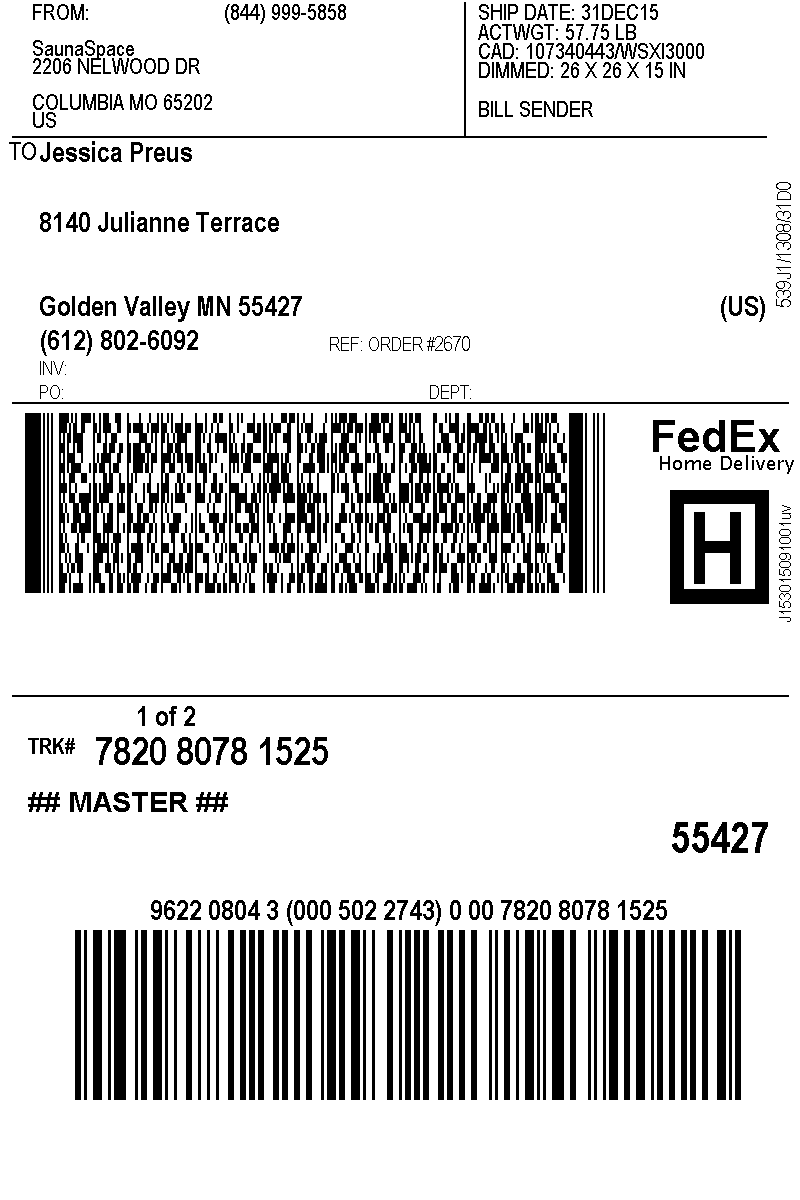 FROM: (844) 999-5858
SaunaSpace
2206 NELWOOD DR
COLUMBIA MO 65202
US
SHIP DATE: 31DEC15
ACTWGT: 57.75 LB
CAD: 107340443/WSXI3000
DIMMED: 26 X 26 X 15 IN
BILL SENDER
TO Jessica Preus
8140 Julianne Terrace
Golden Valley MN 55427 (US)
(612) 802-6092 REF: ORDER #2670
INV:
PO: DEPT:
539J1/1308/31D0
FedEx
Home Delivery
H
J153015091001uv
1 of 2
TRK# 7820 8078 1525
## MASTER ##
55427
9622 0804 3 (000 502 2743) 0 00 7820 8078 1525